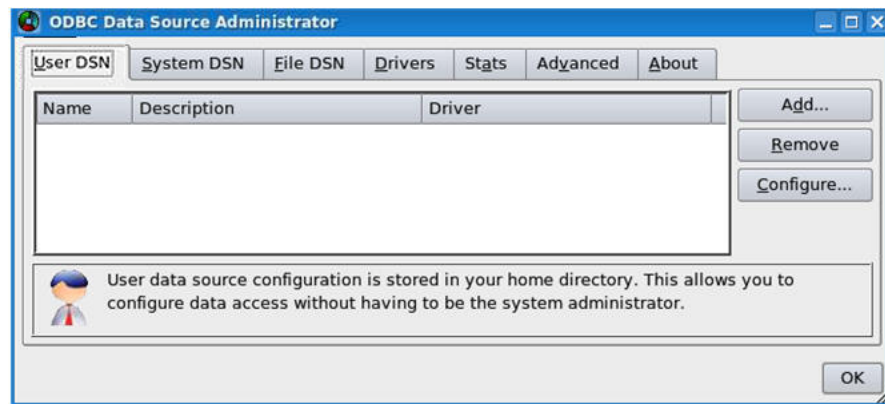 ODBC Data Source Administrator
User DSN System DSN File DSN Drivers Stats Advanced About
Name Description Driver
Add...
Remove
Configure...
User data source configuration is stored in your home directory. This allows you to
configure data access without having to be the system administrator.
OK